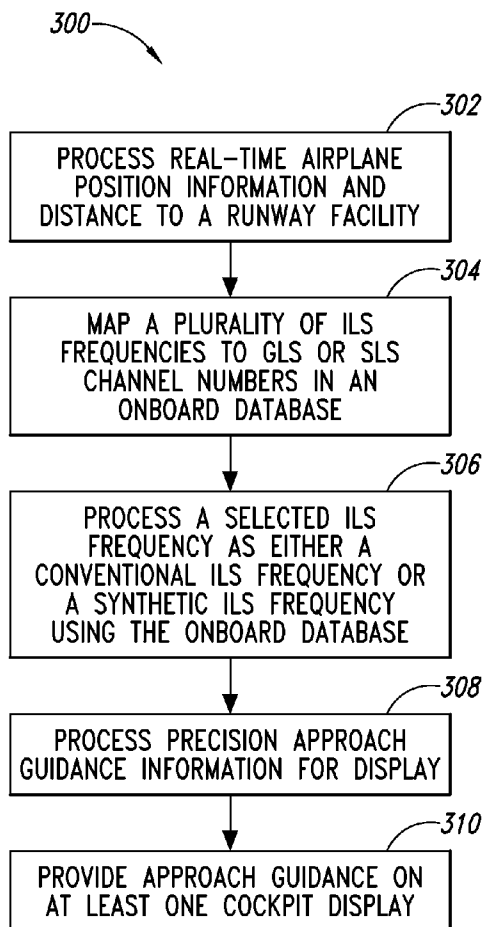 300
302
PROCESS REAL-TIME AIRPLANE
POSITION INFORMATION AND
DISTANCE TO A RUNWAY FACILITY
304
MAP A PLURALITY OF ILS
FREQUENCIES TO GLS OR SLS
CHANNEL NUMBERS IN AN
ONBOARD DATABASE
306
PROCESS A SELECTED ILS
FREQUENCY AS EITHER A
CONVENTIONAL ILS FREQUENCY OR
A SYNTHETIC ILS FREQUENCY
USING THE ONBOARD DATABASE
308
PROCESS PRECISION APPROACH
GUIDANCE INFORMATION FOR DISPLAY
310
PROVIDE APPROACH GUIDANCE ON
AT LEAST ONE COCKPIT DISPLAY